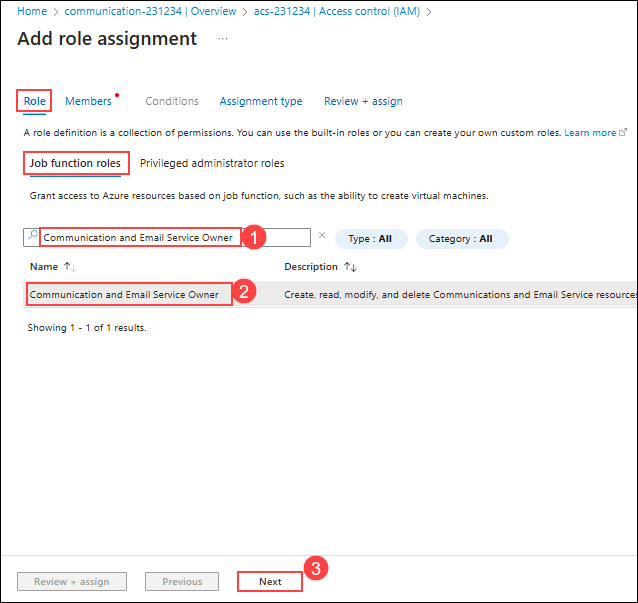 Home > communication-231234 | Overview > acs-231234 | Access control (IAM) >
Add role assignment ...
Role Members Conditions Assignment type Review + assign
A role definition is a collection of permissions. You can use the built-in roles or you can create your own custom roles. Learn more
Job function roles Privileged administrator roles
Grant access to Azure resources based on job function, such as the ability to create virtual machines.
Communication and Email Service Owner 1 × Type : All Category : All
Name ↑↓ Description ↑↓
Communication and Email Service Owner 2 Create, read, modify, and delete Communications and Email Service resources
Showing 1 - 1 of 1 results.
3
Review + assign Previous Next